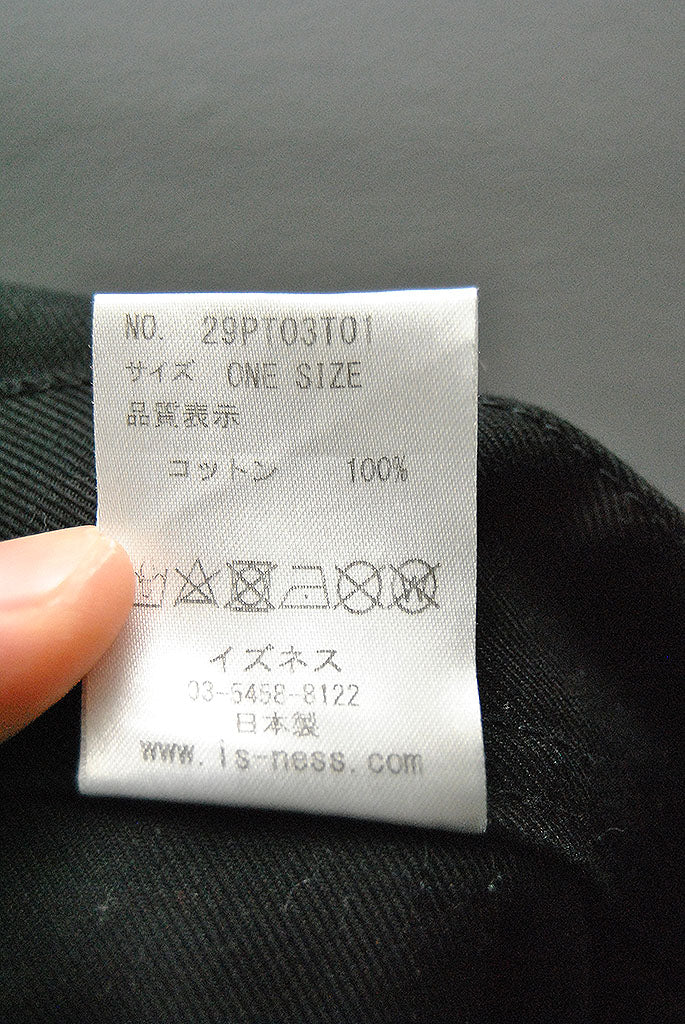 NO. 29PT03T01
サイズ ONE SIZE
品質表示
コットン 100%
W
イズネス
03-5458-8122
日本製
www.is-ness.com